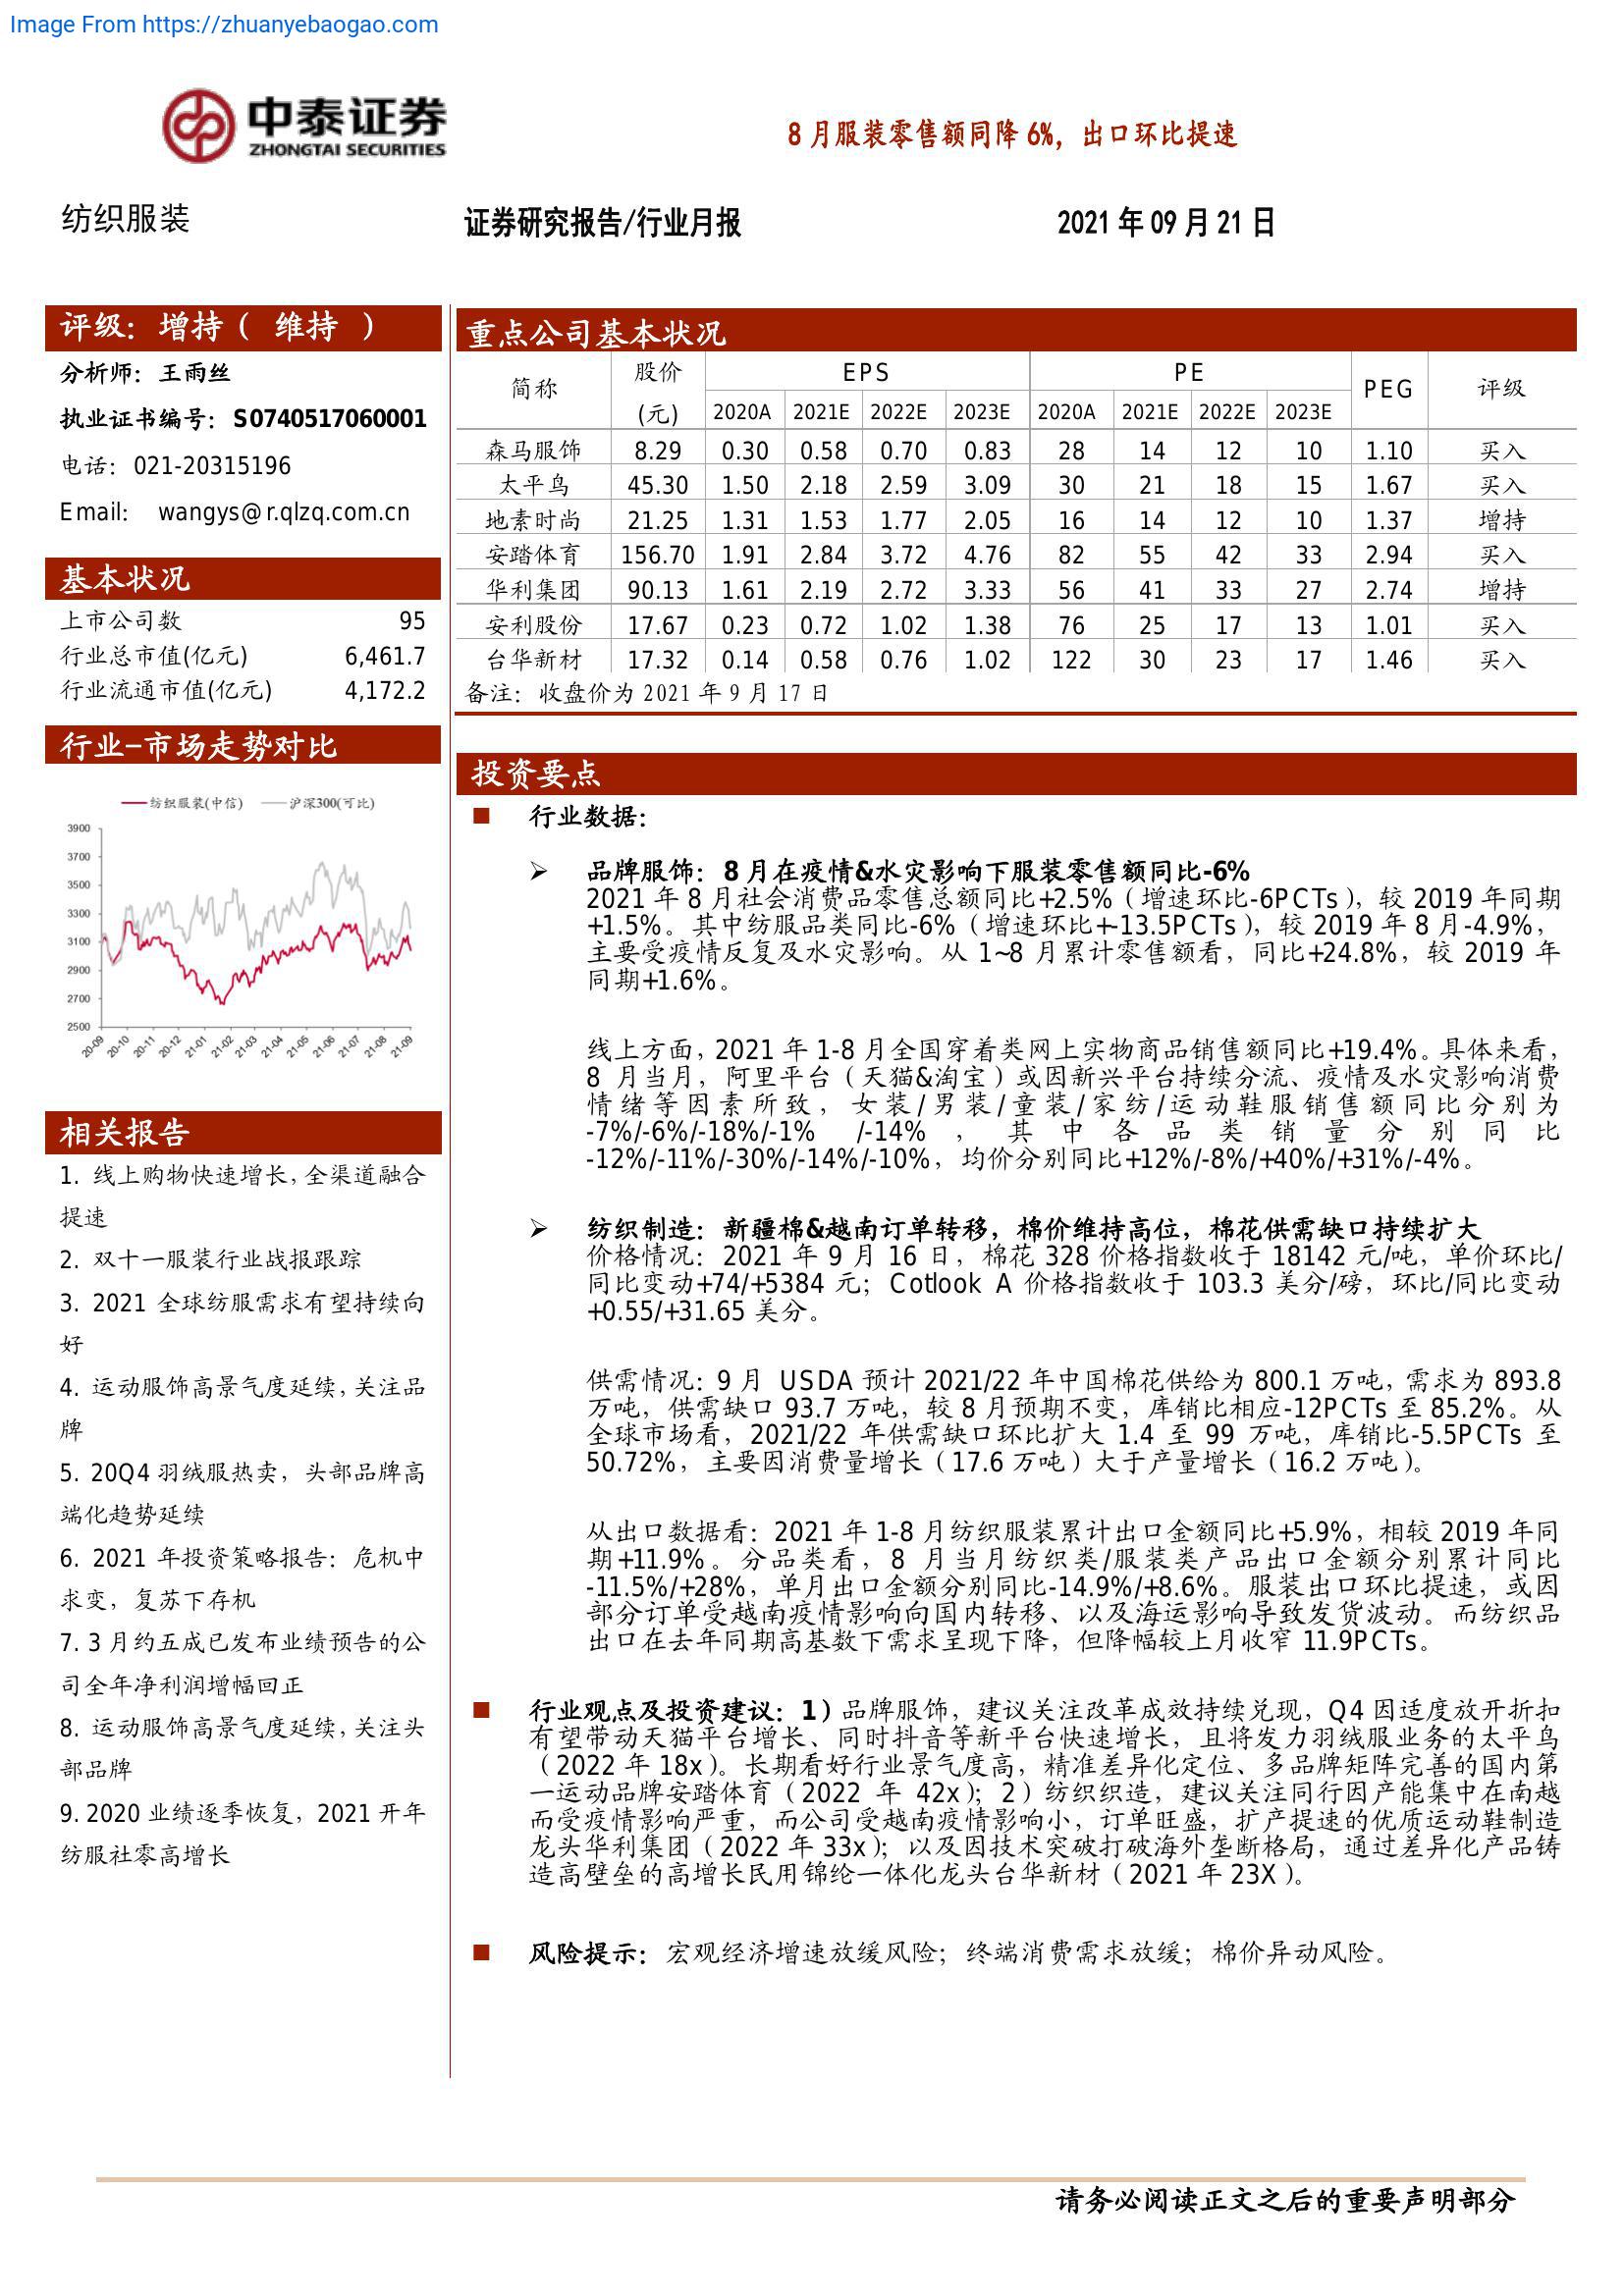 Image From https://zhuanyebaogao.com
中泰证券
ZHONGTAI SECURITIES
8 月服装零售额同降 6%，出口环比提速
纺织服装
证券研究报告/行业月报
2021 年 09 月 21 日
评级：增持（ 维持 ）
分析师：王雨丝
执业证书编号：S0740517060001
电话：021-20315196
Email： wangys@r.qlzq.com.cn
基本状况
上市公司数 95
行业总市值(亿元) 6,461.7
行业流通市值(亿元) 4,172.2
行业-市场走势对比
纺织服装(中信) 沪深300(可比)
3900
3700
3500
3300
3100
2900
2700
2500
20-09 20-10 20-11 20-12 21-01 21-02 21-03 21-04 21-05 21-06 21-07 21-08 21-09
相关报告
1. 线上购物快速增长，全渠道融合
提速
2. 双十一服装行业战报跟踪
3. 2021 全球纺服需求有望持续向
好
4. 运动服饰高景气度延续，关注品
牌
5. 20Q4 羽绒服热卖，头部品牌高
端化趋势延续
6. 2021 年投资策略报告：危机中
求变，复苏下存机
7. 3 月约五成已发布业绩预告的公
司全年净利润增幅回正
8. 运动服饰高景气度延续，关注头
部品牌
9. 2020 业绩逐季恢复，2021 开年
纺服社零高增长
重点公司基本状况
简称 股价 (元) EPS PE PEG 评级
2020A 2021E 2022E 2023E 2020A 2021E 2022E 2023E
森马服饰 8.29 0.30 0.58 0.70 0.83 28 14 12 10 1.10 买入
太平鸟 45.30 1.50 2.18 2.59 3.09 30 21 18 15 1.67 买入
地素时尚 21.25 1.31 1.53 1.77 2.05 16 14 12 10 1.37 增持
安踏体育 156.70 1.91 2.84 3.72 4.76 82 55 42 33 2.94 买入
华利集团 90.13 1.61 2.19 2.72 3.33 56 41 33 27 2.74 增持
安利股份 17.67 0.23 0.72 1.02 1.38 76 25 17 13 1.01 买入
台华新材 17.32 0.14 0.58 0.76 1.02 122 30 23 17 1.46 买入
备注：收盘价为 2021 年 9 月 17 日
投资要点
■ 行业数据：
➢ 品牌服饰：8 月在疫情&水灾影响下服装零售额同比-6%
2021 年 8 月社会消费品零售总额同比+2.5%（增速环比-6PCTs），较 2019 年同期
+1.5%。其中纺服品类同比-6%（增速环比+-13.5PCTs），较 2019 年 8 月-4.9%，
主要受疫情反复及水灾影响。从 1~8 月累计零售额看，同比+24.8%，较 2019 年
同期+1.6%。
线上方面，2021 年 1-8 月全国穿着类网上实物商品销售额同比+19.4%。具体来看，
8 月当月，阿里平台（天猫&淘宝）或因新兴平台持续分流、疫情及水灾影响消费
情绪等因素所致，女装/男装/童装/家纺/运动鞋服销售额同比分别为
-7%/-6%/-18%/-1% /-14% ，其中各品类销量分别同比
-12%/-11%/-30%/-14%/-10%，均价分别同比+12%/-8%/+40%/+31%/-4%。
➢ 纺织制造：新疆棉&越南订单转移，棉价维持高位，棉花供需缺口持续扩大
价格情况：2021 年 9 月 16 日，棉花 328 价格指数收于 18142 元/吨，单价环比/
同比变动+74/+5384 元；Cotlook A 价格指数收于 103.3 美分/磅，环比/同比变动
+0.55/+31.65 美分。
供需情况：9 月 USDA 预计 2021/22 年中国棉花供给为 800.1 万吨，需求为 893.8
万吨，供需缺口 93.7 万吨，较 8 月预期不变，库销比相应-12PCTs 至 85.2%。从
全球市场看，2021/22 年供需缺口环比扩大 1.4 至 99 万吨，库销比-5.5PCTs 至
50.72%，主要因消费量增长（17.6 万吨）大于产量增长（16.2 万吨）。
从出口数据看：2021 年 1-8 月纺织服装累计出口金额同比+5.9%，相较 2019 年同
期+11.9%。分品类看，8 月当月纺织类/服装类产品出口金额分别累计同比
-11.5%/+28%，单月出口金额分别同比-14.9%/+8.6%。服装出口环比提速，或因
部分订单受越南疫情影响向国内转移、以及海运影响导致发货波动。而纺织品
出口在去年同期高基数下需求呈现下降，但降幅较上月收窄 11.9PCTs。
■ 行业观点及投资建议：1）品牌服饰，建议关注改革成效持续兑现，Q4 因适度放开折扣
有望带动天猫平台增长、同时抖音等新平台快速增长，且将发力羽绒服业务的太平鸟
（2022 年 18x）。长期看好行业景气度高，精准差异化定位、多品牌矩阵完善的国内第
一运动品牌安踏体育（2022 年 42x）；2）纺织织造，建议关注同行因产能集中在南越
而受疫情影响严重，而公司受越南疫情影响小，订单旺盛，扩产提速的优质运动鞋制造
龙头华利集团（2022 年 33x）；以及因技术突破打破海外垄断格局，通过差异化产品铸
造高壁垒的高增长民用锦纶一体化龙头台华新材（2021 年 23X）。
■ 风险提示：宏观经济增速放缓风险；终端消费需求放缓；棉价异动风险。
请务必阅读正文之后的重要声明部分